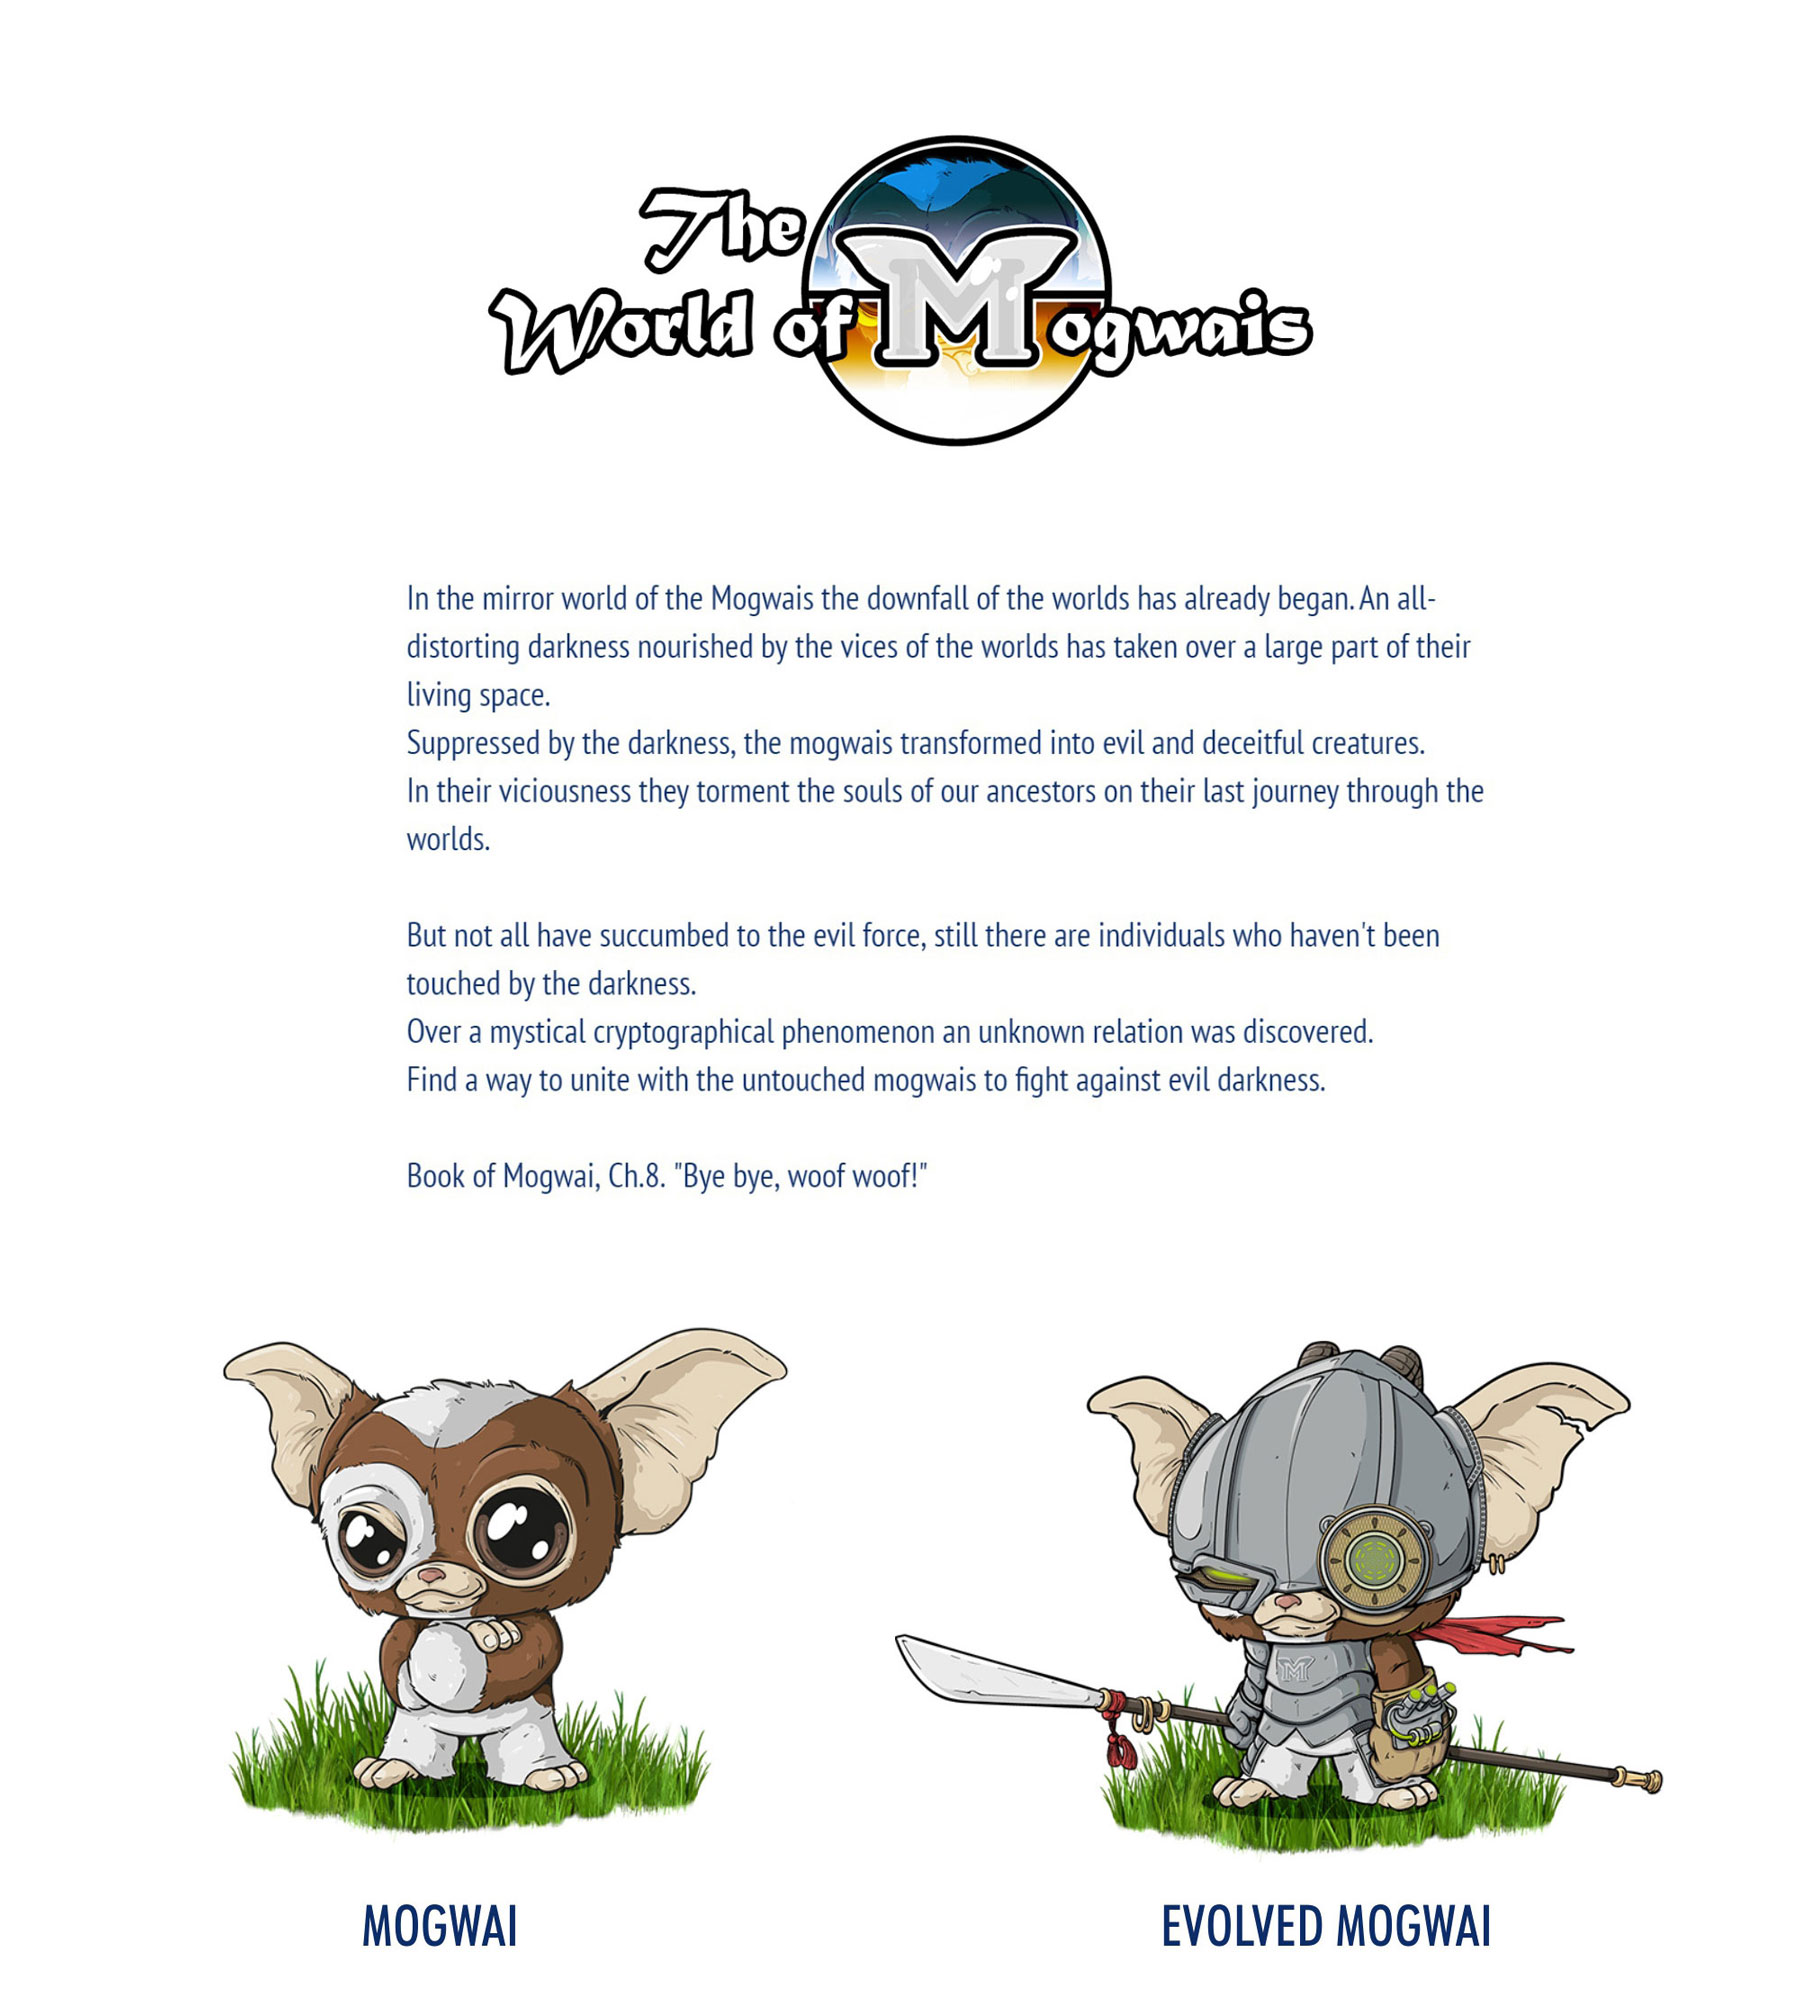 The
World of Mogwais
In the mirror world of the Mogwais the downfall of the worlds has already began. An all-
distorting darkness nourished by the vices of the worlds has taken over a large part of their
living space.
Suppressed by the darkness, the mogwais transformed into evil and deceitful creatures.
In their viciousness they torment the souls of our ancestors on their last journey through the
worlds.
But not all have succumbed to the evil force, still there are individuals who haven't been
touched by the darkness.
Over a mystical cryptographical phenomenon an unknown relation was discovered.
Find a way to unite with the untouched mogwais to fight against evil darkness.
Book of Mogwai, Ch.8. "Bye bye, woof woof!"
M
MOGWAI
EVOLVED MOGWAI